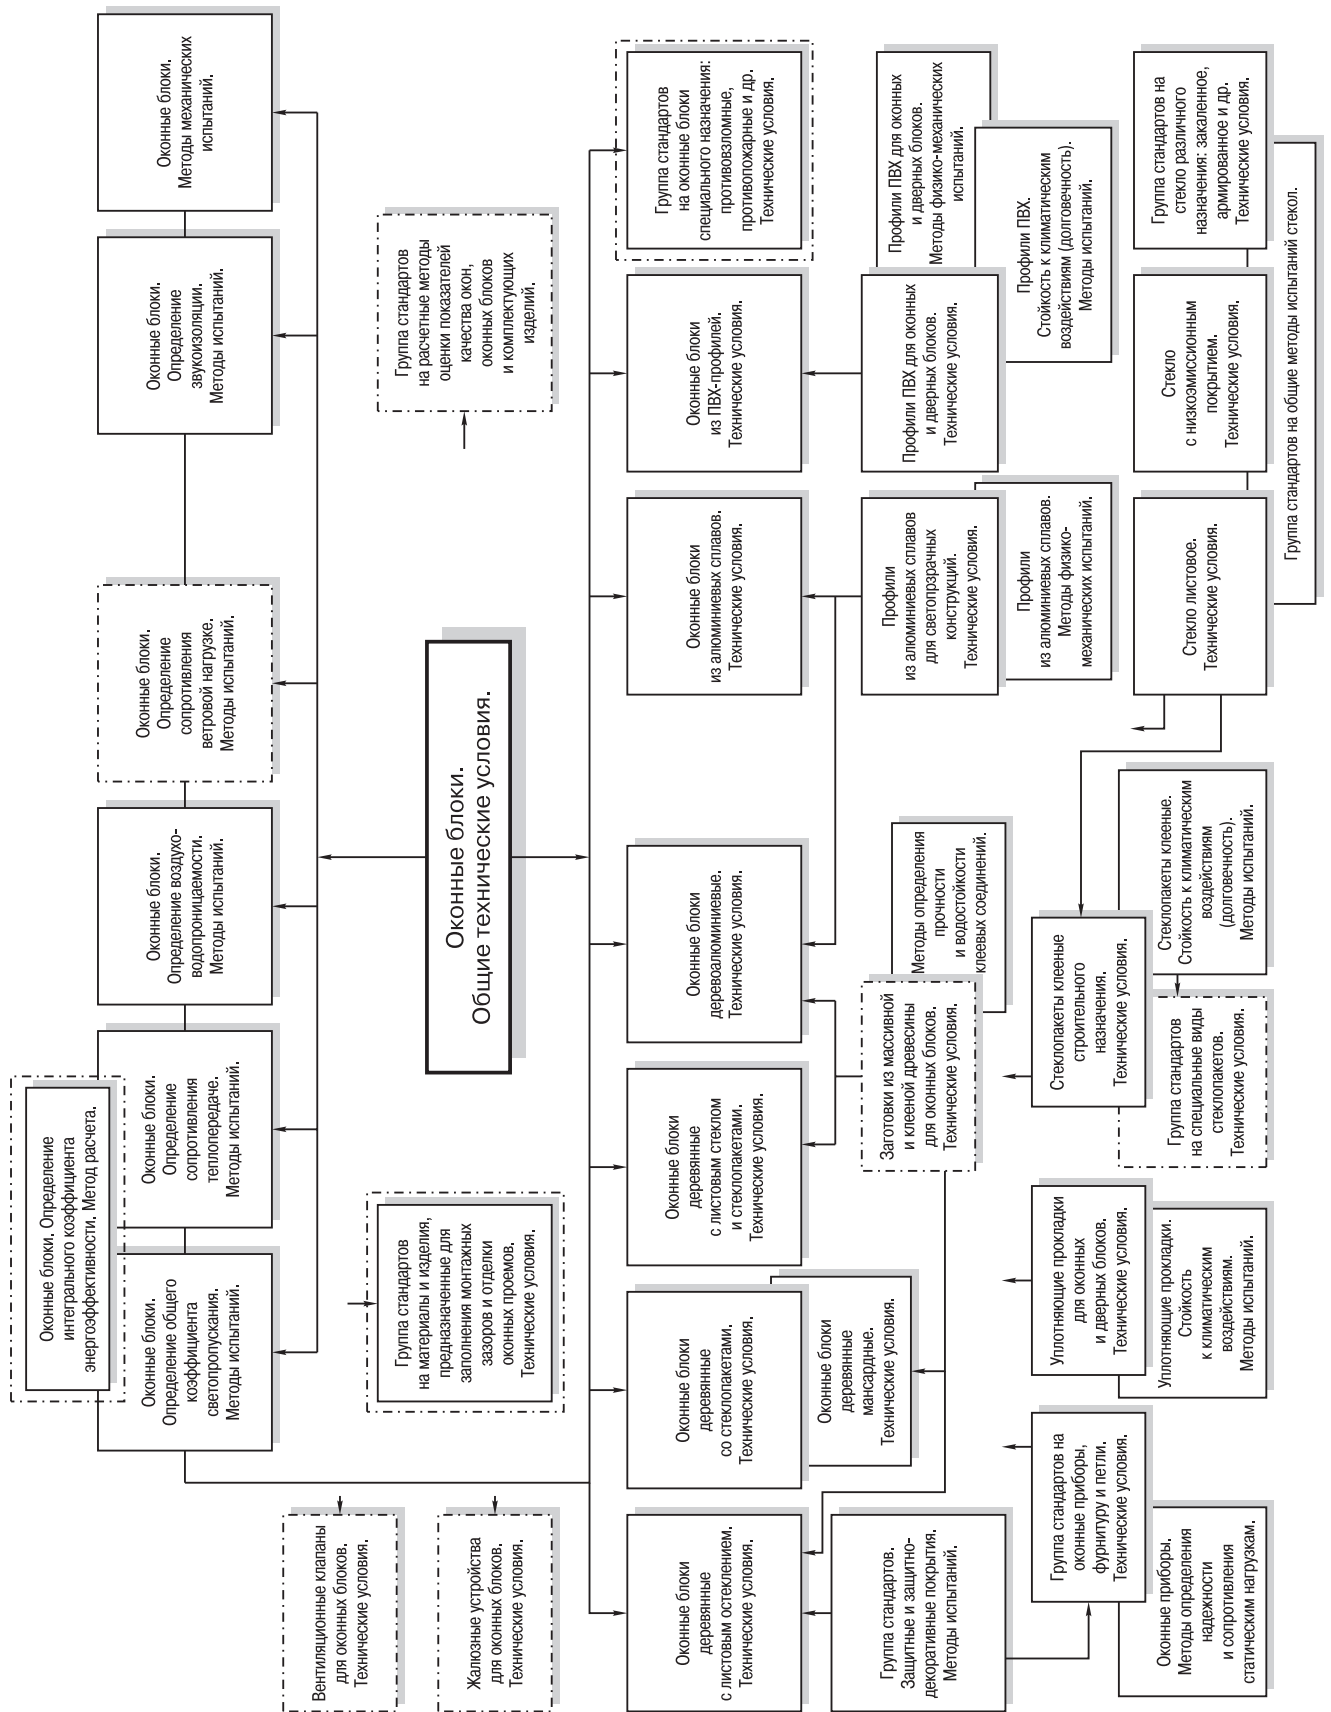 Оконные блоки. Определение
интегрального коэффициента
энергоэффективности. Метод расчета.
Оконные блоки.
Определение общего
коэффициента
светопропускания.
Методы испытаний.
Оконные блоки.
Определение
сопротивления
теплопередаче.
Методы испытаний.
Оконные блоки.
Определение воздухо-
водопроницаемости.
Методы испытаний.
Оконные блоки.
Определение
сопротивления
ветровой нагрузке.
Методы испытаний.
Оконные блоки.
Определение
звукоизоляции.
Методы испытаний.
Оконные блоки.
Методы механических
испытаний.
Вентиляционные клапаны
для оконных блоков.
Технические условия.
Жалюзные устройства
для оконных блоков.
Технические условия.
Группа стандартов
на материалы и изделия,
предназначенные для
заполнения монтажных
зазоров и отделки
оконных проемов.
Технические условия.
Оконные блоки.
Общие технические условия.
Группа стандартов
на расчетные методы
оценки показателей
качества окон,
оконных блоков
и комплектующих
изделий.
Оконные блоки
деревянные
с листовым остеклением.
Технические условия.
Оконные блоки
деревянные
со стеклопакетами.
Технические условия.
Оконные блоки
деревянные
мансардные.
Технические условия.
Оконные блоки
деревянные
с листовым стеклом
и стеклопакетами.
Технические условия.
Оконные блоки
деревоалюминиевые.
Технические условия.
Оконные блоки
из алюминиевых сплавов.
Технические условия.
Оконные блоки
из ПВХ-профилей.
Технические условия.
Группа стандартов
на оконные блоки
специального назначения:
противовзломные,
противопожарные и др.
Технические условия.
Группа стандартов.
Защитные и защитно-
декоративные покрытия.
Методы испытаний.
Заготовки из массивной
и клееной древесины
для оконных блоков.
Технические условия.
Методы определения
прочности
и водостойкости
клеевых соединений.
Профили
из алюминиевых сплавов
для светопрзрачных
конструкций.
Технические условия.
Профили
из алюминиевых сплавов.
Методы физико-
механических испытаний.
Профили ПВХ для оконных
и дверных блоков.
Технические условия.
Профили ПВХ для оконных
и дверных блоков.
Методы физико-механических
испытаний.
Профили ПВХ.
Стойкость к климатическим
воздействиям (долговечность).
Методы испытаний.
Группа стандартов на
оконные приборы,
фурнитуру и петли.
Технические условия.
Оконные приборы.
Методы определения
надежности
и сопротивления
статическим нагрузкам.
Уплотняющие прокладки
для оконных
и дверных блоков.
Технические условия.
Уплотняющие прокладки.
Стойкость
к климатическим
воздействиям.
Методы испытаний.
Стеклопакеты клееные
строительного
назначения.
Технические условия.
Группа стандартов
на специальные виды
стеклопакетов.
Технические условия.
Стеклопакеты клееные.
Стойкость к климатическим
воздействиям
(долговечность).
Методы испытаний.
Стекло листовое.
Технические условия.
Стекло
с низкоэмиссионным
покрытием.
Технические условия.
Группа стандартов на
стекло различного
назначения: закаленное,
армированное и др.
Технические условия.
Группа стандартов на общие методы испытаний стекол.